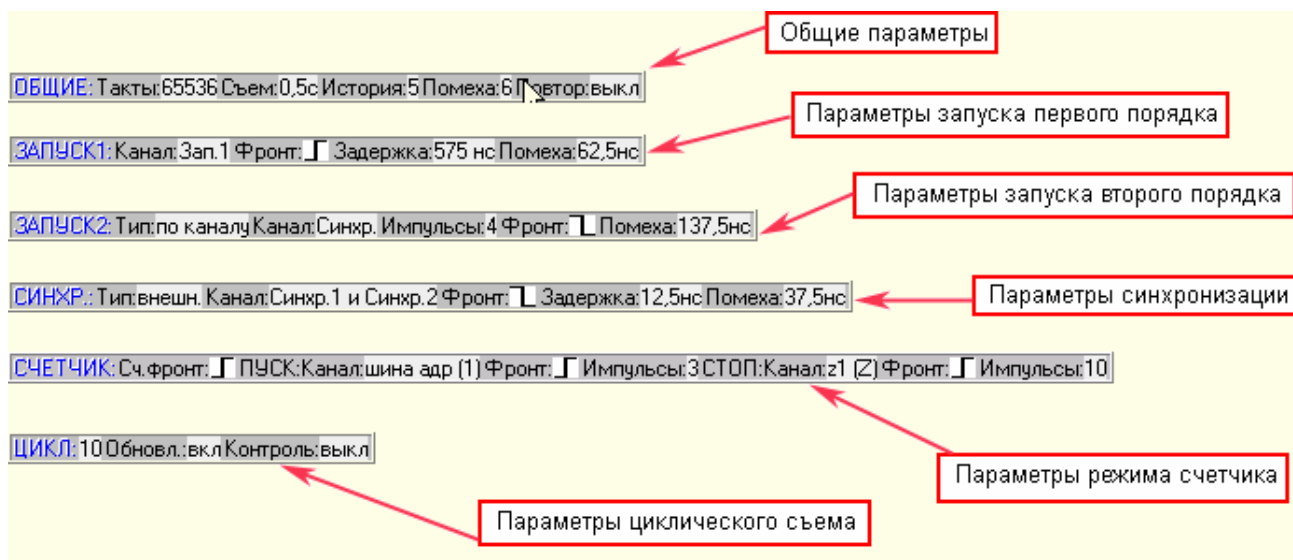 Общие параметры
ОБЩИЕ: Такты:65536 Съем:0,5с История:5 Помеха:6 Повтор:выкл
Параметры запуска первого порядка
ЗАПУСК1: Канал:Зап.1 Фронт: Задержка:575 нс Помеха:62,5нс
Параметры запуска второго порядка
ЗАПУСК2: Тип:по каналу Канал:Синхр. Импульсы:4 Фронт: Помеха:137,5нс
СИНХР.: Тип:внешн. Канал:Синхр.1 и Синхр.2 Фронт: Задержка:12,5нс Помеха:37,5нс
Параметры синхронизации
СЧЕТЧИК: Сч.фронт: ПУСК:Канал:шина адр (1) Фронт: Импульсы:3 СТОП:Канал:z1 (Z) Фронт: Импульсы:10
ЦИКЛ: 10 Обновл.:вкл Контроль:выкл
Параметры режима счетчика
Параметры циклического съема